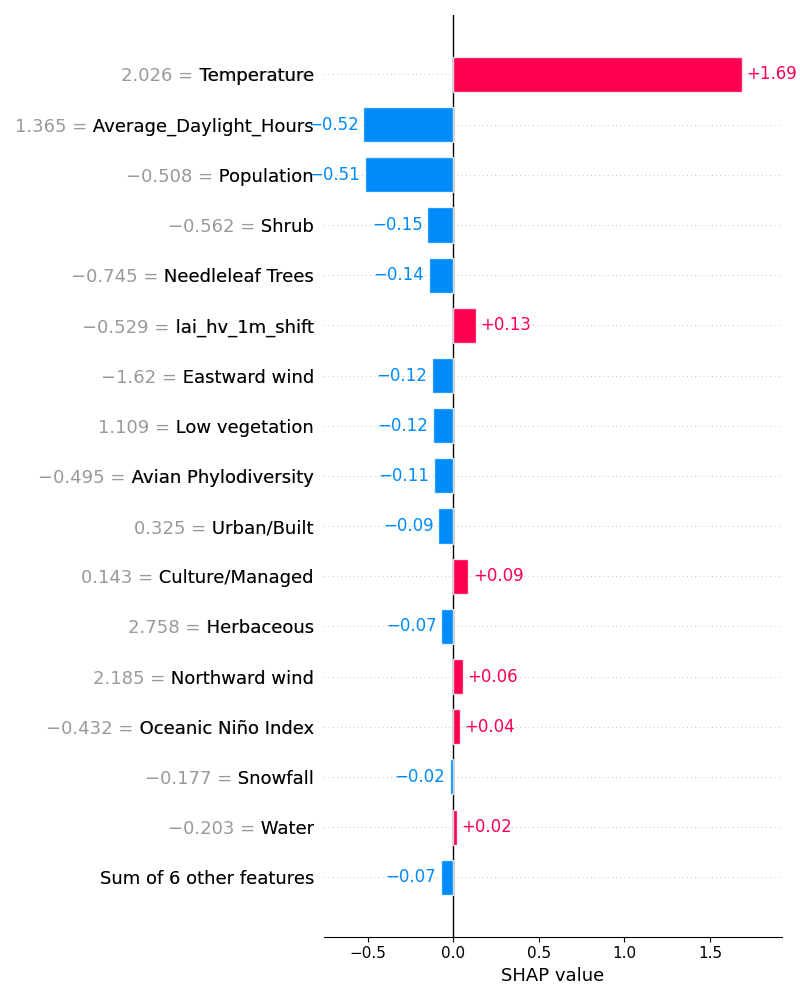 2.026 = Temperature +1.69
1.365 = Average_Daylight_Hours −0.52
−0.508 = Population −0.51
−0.562 = Shrub −0.15
−0.745 = Needleleaf Trees −0.14
−0.529 = lai_hv_1m_shift +0.13
−1.62 = Eastward wind −0.12
1.109 = Low vegetation −0.12
−0.495 = Avian Phylodiversity −0.11
0.325 = Urban/Built −0.09
0.143 = Culture/Managed +0.09
2.758 = Herbaceous −0.07
2.185 = Northward wind +0.06
−0.432 = Oceanic Niño Index +0.04
−0.177 = Snowfall −0.02
−0.203 = Water +0.02
Sum of 6 other features −0.07
−0.5 0.0 0.5 1.0 1.5
SHAP value